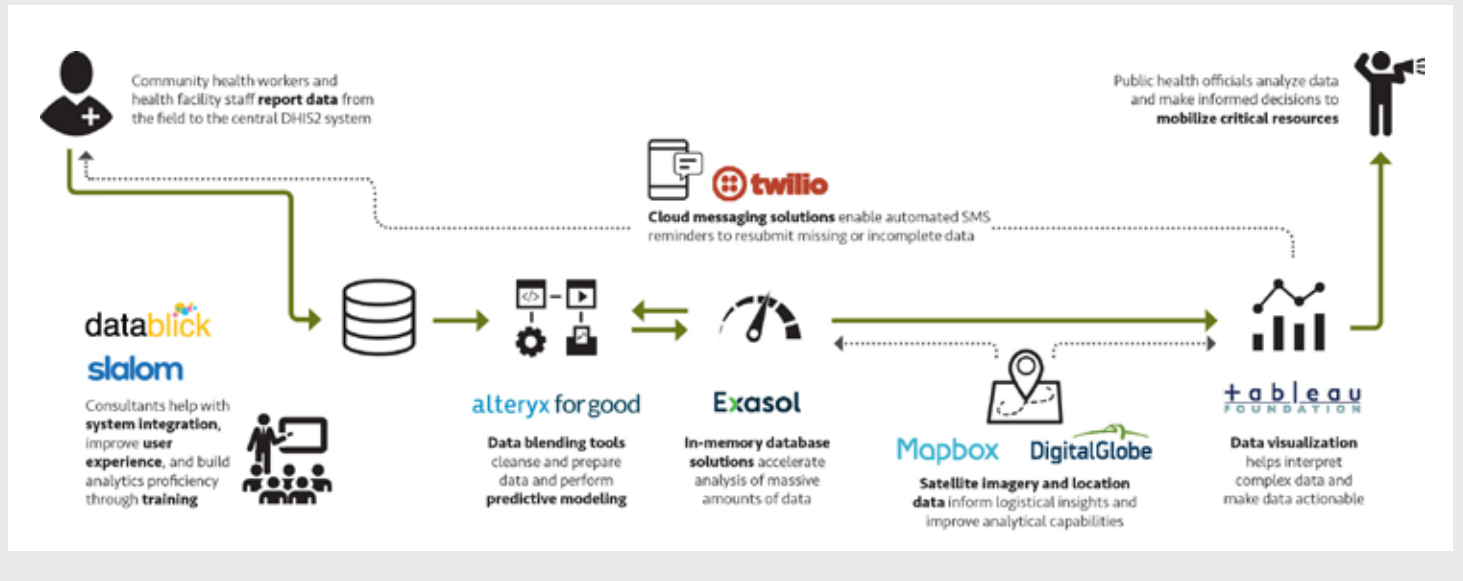 Community health workers and
health facility staff report data from
the field to the central DHIS2 system
Public health officials analyze data
and make informed decisions to
mobilize critical resources
twilio
Cloud messaging solutions enable automated SMS
reminders to resubmit missing or incomplete data
datablick
slalom
Consultants help with
system integration,
improve user
experience, and build
analytics proficiency
through training
</>
alteryx for good
Data blending tools
cleanse and prepare
data and perform
predictive modeling
Exasol
In-memory database
solutions accelerate
analysis of massive
amounts of data
Mapbox
DigitalGlobe
Satellite imagery and location
data inform logistical insights and
improve analytical capabilities
+ableau
FOUNDATION
Data visualization
helps interpret
complex data and
make data actionable